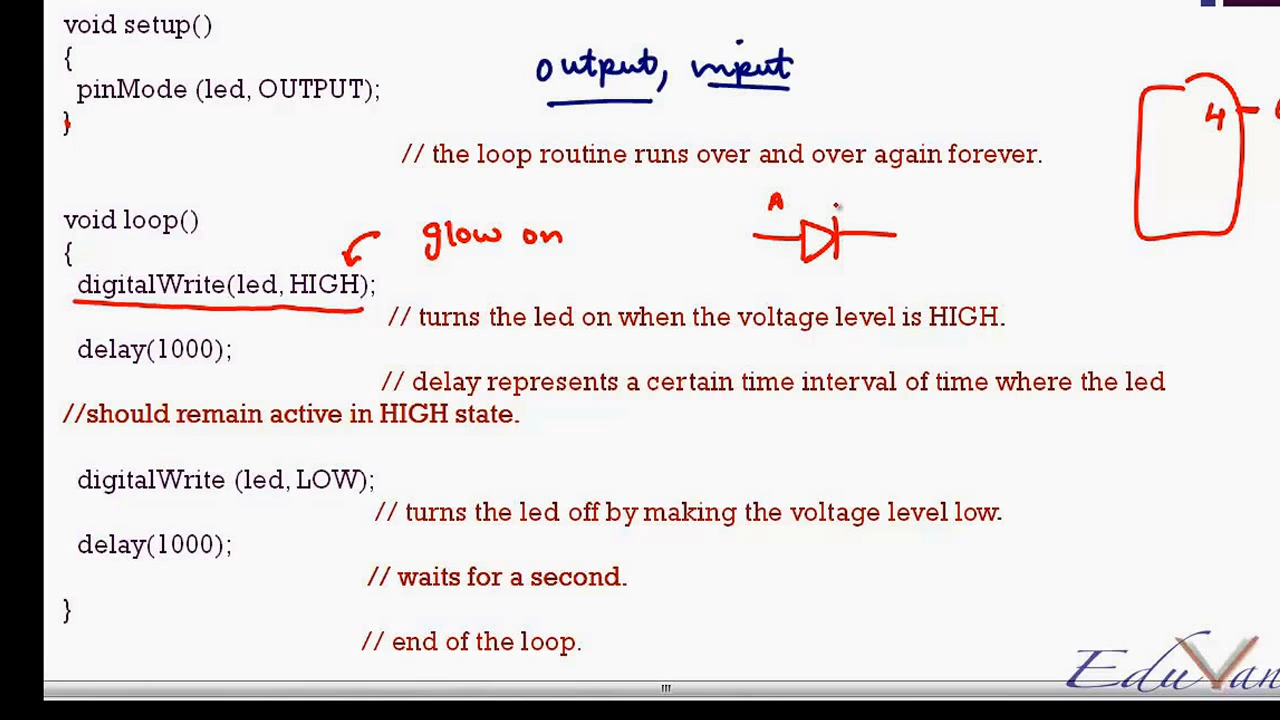 void setup()
{
output, input
pinMode (led, OUTPUT);
}
4
// the loop routine runs over and over again forever.
A
void loop()
glow on
{
digitalWrite(led, HIGH);
// turns the led on when the voltage level is HIGH.
delay(1000);
// delay represents a certain time interval of time where the led
//should remain active in HIGH state.
digitalWrite (led, LOW);
// turns the led off by making the voltage level low.
delay(1000);
// waits for a second.
}
// end of the loop.
EduVan